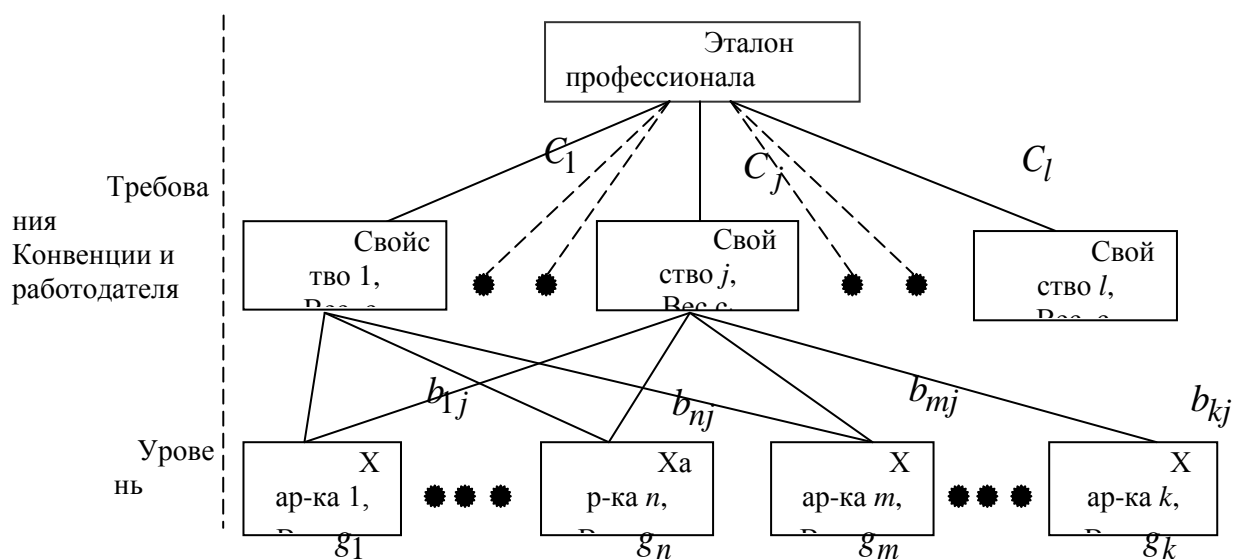 Эталон
профессионала
C1
Cj
Cl
Требова
ния
Конвенции и
работодателя
Свойс
тво 1,
Свой
ство j,
Вес с
Свой
ство l,
b1j
bnj
bmj
bkj
Урове
нь
Х
ар-ка 1,
Ха
р-ка n,
Х
ар-ка m,
Х
ар-ка k,
g1
gn
gm
gk